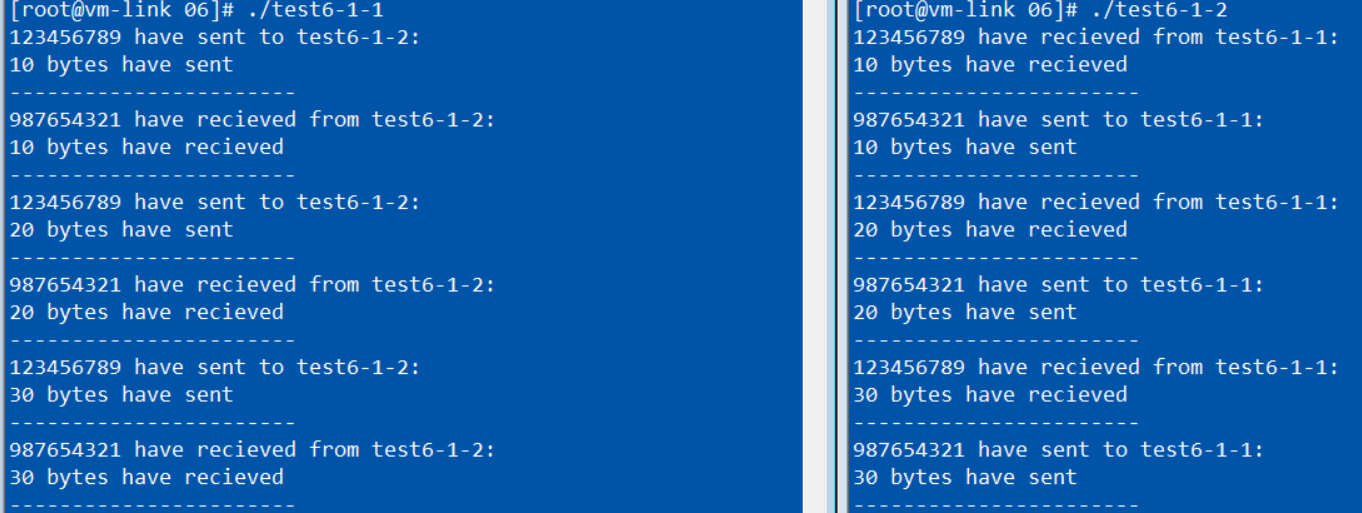 [root@vm-link 06]# ./test6-1-1
123456789 have sent to test6-1-2:
10 bytes have sent
-----------------------
987654321 have recieved from test6-1-2:
10 bytes have recieved
-----------------------
123456789 have sent to test6-1-2:
20 bytes have sent
-----------------------
987654321 have recieved from test6-1-2:
20 bytes have recieved
-----------------------
123456789 have sent to test6-1-2:
30 bytes have sent
-----------------------
987654321 have recieved from test6-1-2:
30 bytes have recieved
-----------------------
[root@vm-link 06]# ./test6-1-2
123456789 have recieved from test6-1-1:
10 bytes have recieved
-----------------------
987654321 have sent to test6-1-1:
10 bytes have sent
-----------------------
123456789 have recieved from test6-1-1:
20 bytes have recieved
-----------------------
987654321 have sent to test6-1-1:
20 bytes have sent
-----------------------
123456789 have recieved from test6-1-1:
30 bytes have recieved
-----------------------
987654321 have sent to test6-1-1:
30 bytes have sent
-----------------------